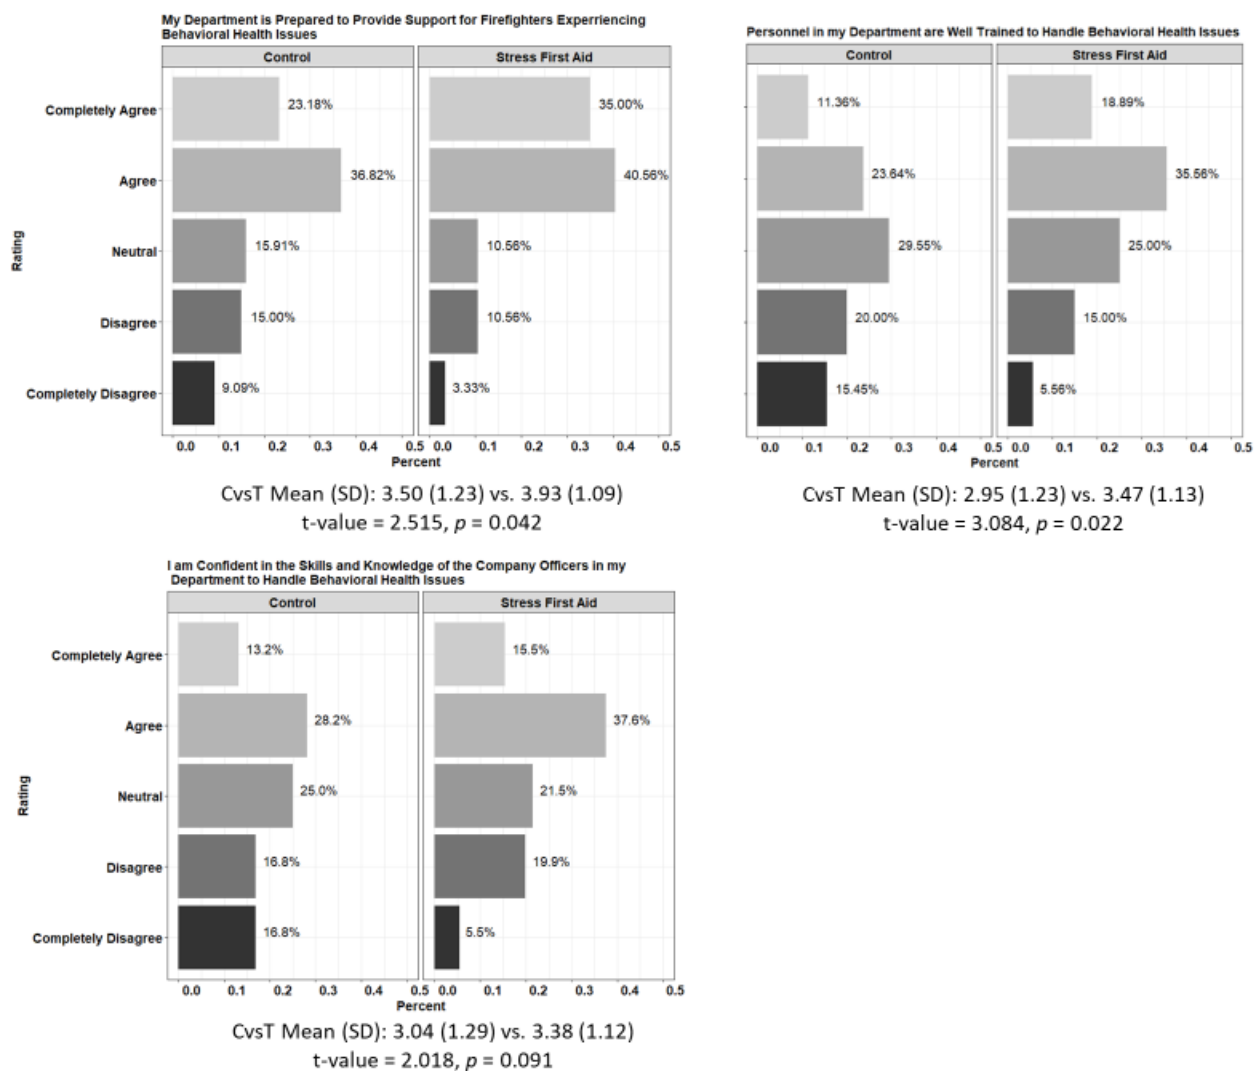 My Department is Prepared to Provide Support for Firefighters Experriencing
Behavioral Health Issues
Control
Stress First Aid
Rating
Completely Agree
23.18%
35.00%
Agree
36.82%
40.56%
Neutral
15.91%
10.56%
Disagree
15.00%
10.56%
Completely Disagree
9.09%
3.33%
0.0 0.1 0.2 0.3 0.4 0.5 0.0 0.1 0.2 0.3 0.4 0.5
Percent
CvsT Mean (SD): 3.50 (1.23) vs. 3.93 (1.09)
t-value = 2.515, p = 0.042
Personnel in my Department are Well Trained to Handle Behavioral Health Issues
Control
Stress First Aid
11.36%
18.89%
23.64%
35.56%
29.55%
25.00%
20.00%
15.00%
15.45%
5.56%
0.0 0.1 0.2 0.3 0.4 0.5 0.0 0.1 0.2 0.3 0.4 0.5
Percent
CvsT Mean (SD): 2.95 (1.23) vs. 3.47 (1.13)
t-value = 3.084, p = 0.022
I am Confident in the Skills and Knowledge of the Company Officers in my
Department to Handle Behavioral Health Issues
Control
Stress First Aid
Rating
Completely Agree
13.2%
15.5%
Agree
28.2%
37.6%
Neutral
25.0%
21.5%
Disagree
16.8%
19.9%
Completely Disagree
16.8%
5.5%
0.0 0.1 0.2 0.3 0.4 0.5 0.0 0.1 0.2 0.3 0.4 0.5
Percent
CvsT Mean (SD): 3.04 (1.29) vs. 3.38 (1.12)
t-value = 2.018, p = 0.091